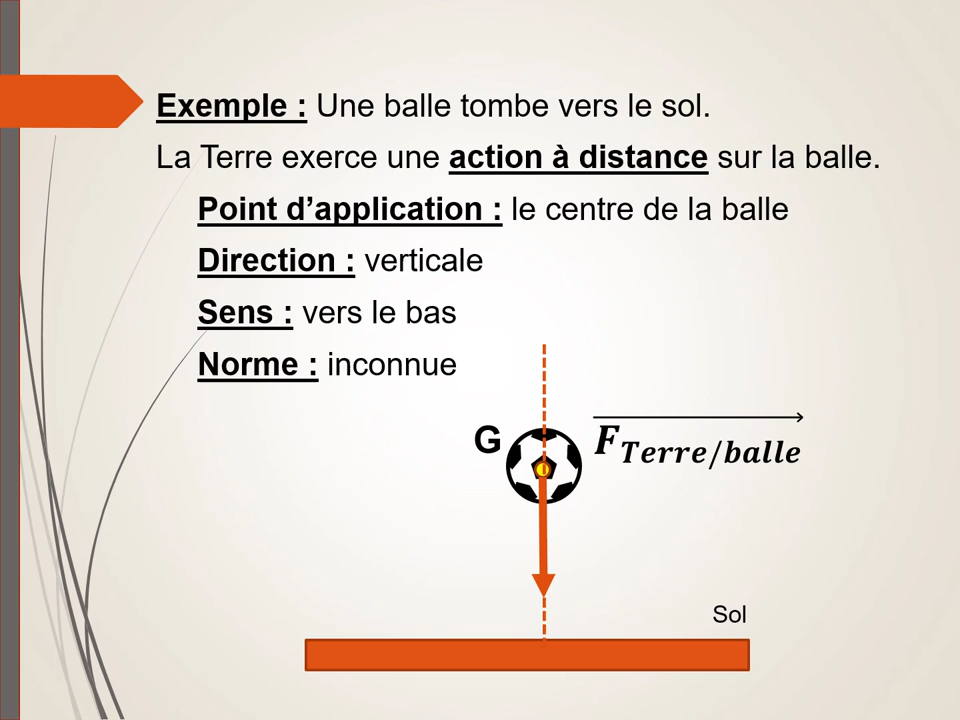 Exemple : Une balle tombe vers le sol.
La Terre exerce une action à distance sur la balle.
Point d’application : le centre de la balle
Direction : verticale
Sens : vers le bas
Norme : inconnue
G
F Terre/balle
Sol